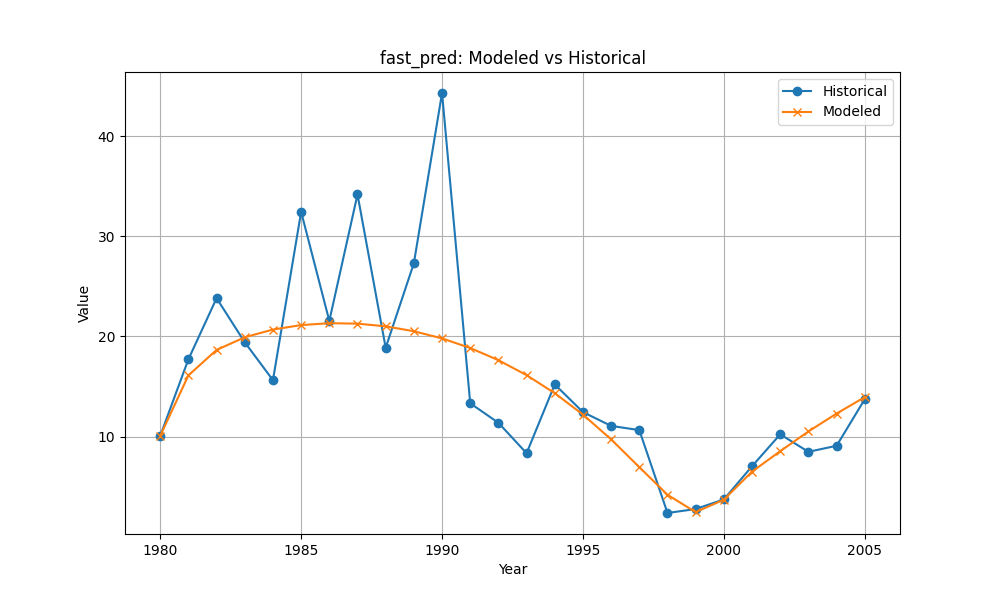 fast_pred: Modeled vs Historical
Historical
Modeled
Value
40
30
20
10
1980 1985 1990 1995 2000 2005
Year